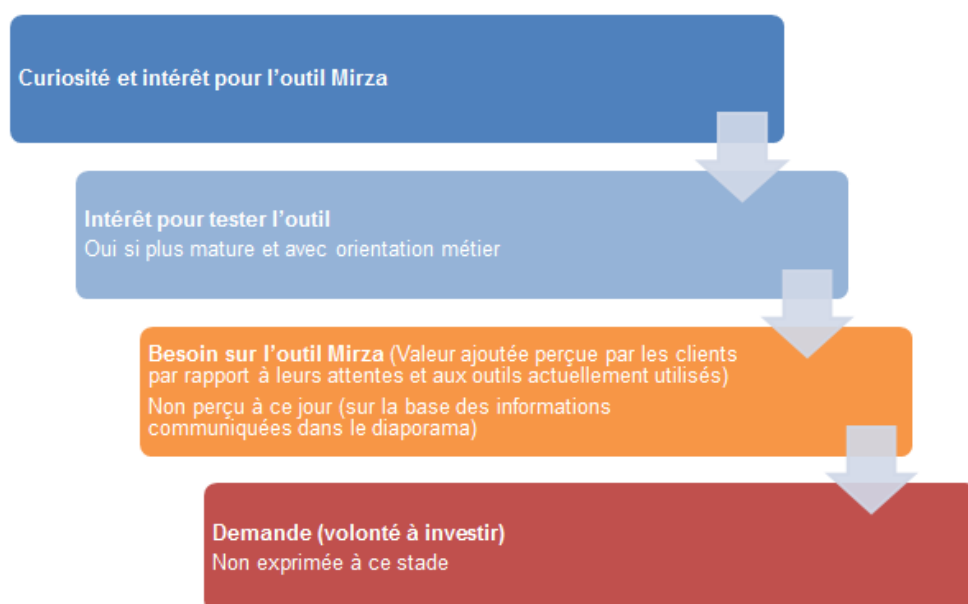 Curiosité et intérêt pour l’outil Mirza
Intérêt pour tester l’outil
Oui si plus mature et avec orientation métier
Besoin sur l’outil Mirza (Valeur ajoutée perçue par les clients
par rapport à leurs attentes et aux outils actuellement utilisés)
Non perçu à ce jour (sur la base des informations
communiquées dans le diaporama)
Demande (volonté à investir)
Non exprimée à ce stade